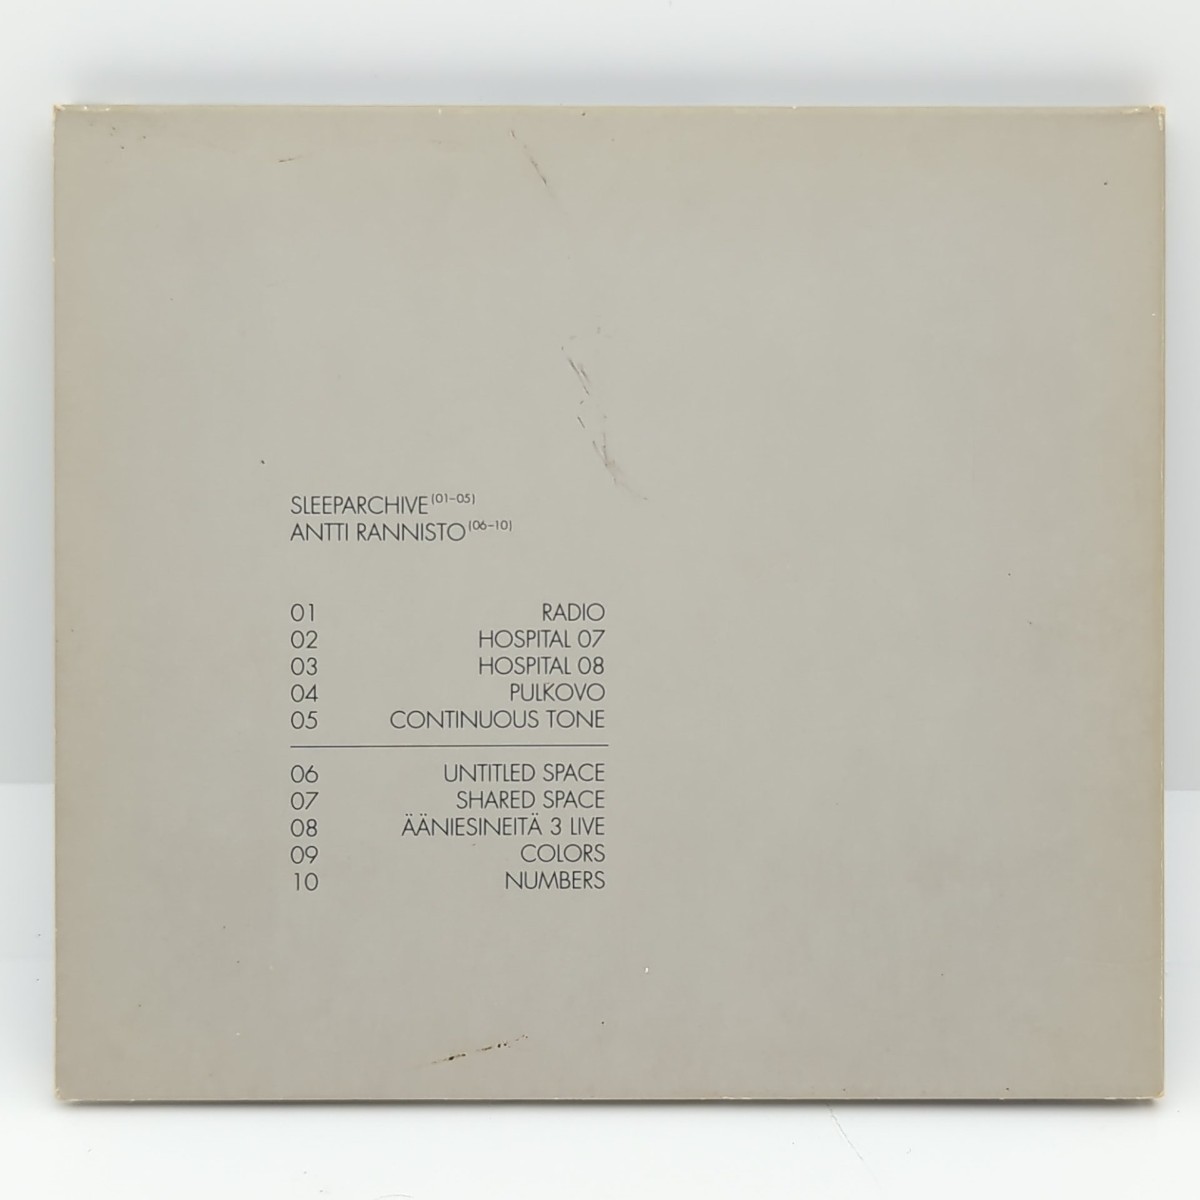 SLEEPARCHIVE (01–05)
ANTTI RANNISTO (06–10)
01 RADIO
02 HOSPITAL 07
03 HOSPITAL 08
04 PULKOVO
05 CONTINUOUS TONE
06 UNTITLED SPACE
07 SHARED SPACE
08 ÄÄNIESINEITÄ 3 LIVE
09 COLORS
10 NUMBERS